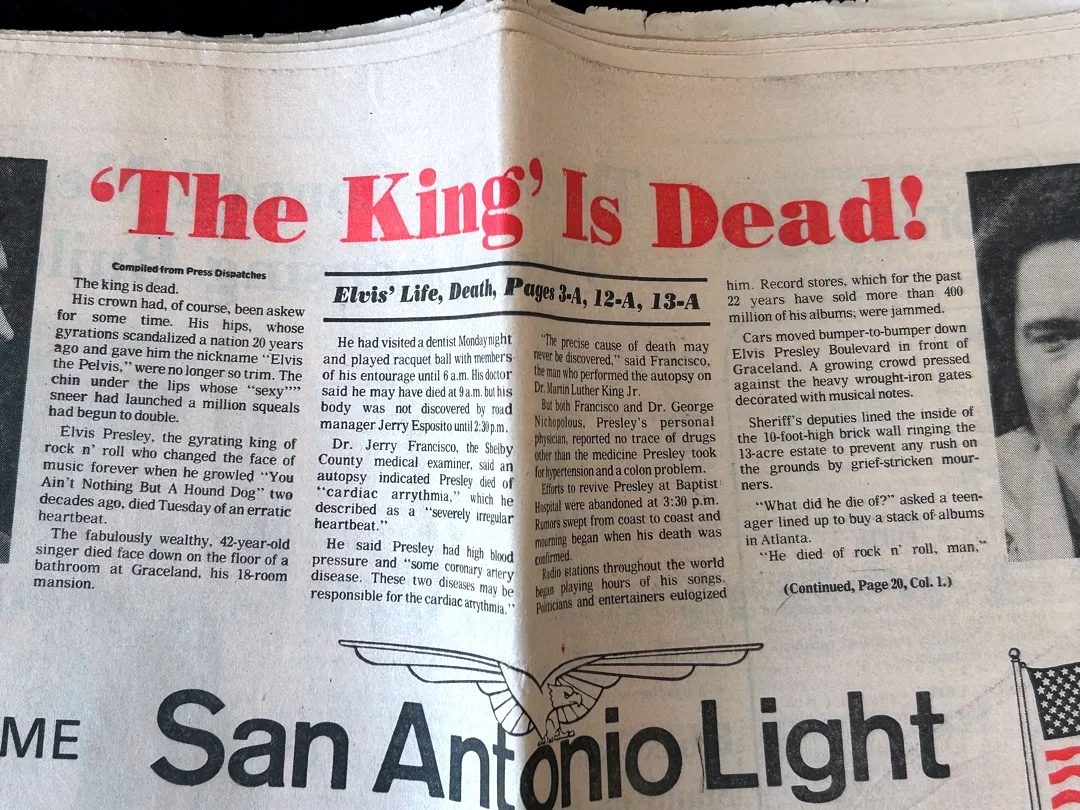 ‘The King’ Is Dead!
Compiled from Press Dispatches
The king is dead.
His crown had, of course, been askew
for some time. His hips, whose
gyrations scandalized a nation 20 years
ago and gave him the nickname “Elvis
the Pelvis,” were no longer so trim. The
chin under the lips whose “sexy””
sneer had launched a million squeals
had begun to double.
Elvis Presley, the gyrating king of
rock n’ roll who changed the face of
music forever when he growled “You
Ain’t Nothing But A Hound Dog” two
decades ago, died Tuesday of an erratic
heartbeat.
The fabulously wealthy, 42-year-old
singer died face down on the floor of a
bathroom at Graceland, his 18-room
mansion.
Elvis’ Life, Death, Pages 3-A, 12-A, 13-A
He had visited a dentist Monday night
and played racquet ball with members
of his entourage until 6 a.m. His doctor
said he may have died at 9 a.m. but his
body was not discovered by road
manager Jerry Esposito until 2:30 p.m.
Dr. Jerry Francisco, the Shelby
County medical examiner, said an
autopsy indicated Presley died of
“cardiac arrythmia,” which he
described as a “severely irregular
heartbeat.”
He said Presley had high blood
pressure and “some coronary artery
disease. These two diseases may be
responsible for the cardiac arrythmia.”
“The precise cause of death may
never be discovered,” said Francisco,
the man who performed the autopsy on
Dr. Martin Luther King Jr.
But both Francisco and Dr. George
Nichopolous, Presley’s personal
physician, reported no trace of drugs
other than the medicine Presley took
for hypertension and a colon problem.
Efforts to revive Presley at Baptist
Hospital were abandoned at 3:30 p.m.
Rumors swept from coast to coast and
mourning began when his death was
confirmed.
Radio stations throughout the world
began playing hours of his songs.
Politicians and entertainers eulogized
him. Record stores, which for the past
22 years have sold more than 400
million of his albums, were jammed.
Cars moved bumper-to-bumper down
Elvis Presley Boulevard in front of
Graceland. A growing crowd pressed
against the heavy wrought-iron gates
decorated with musical notes.
Sheriff’s deputies lined the inside of
the 10-foot-high brick wall ringing the
13-acre estate to prevent any rush on
the grounds by grief-stricken mour-
ners.
“What did he die of?” asked a teen-
ager lined up to buy a stack of albums
in Atlanta.
“He died of rock n’ roll, man,”
(Continued, Page 20, Col. 1.)
ME
San Antonio Light